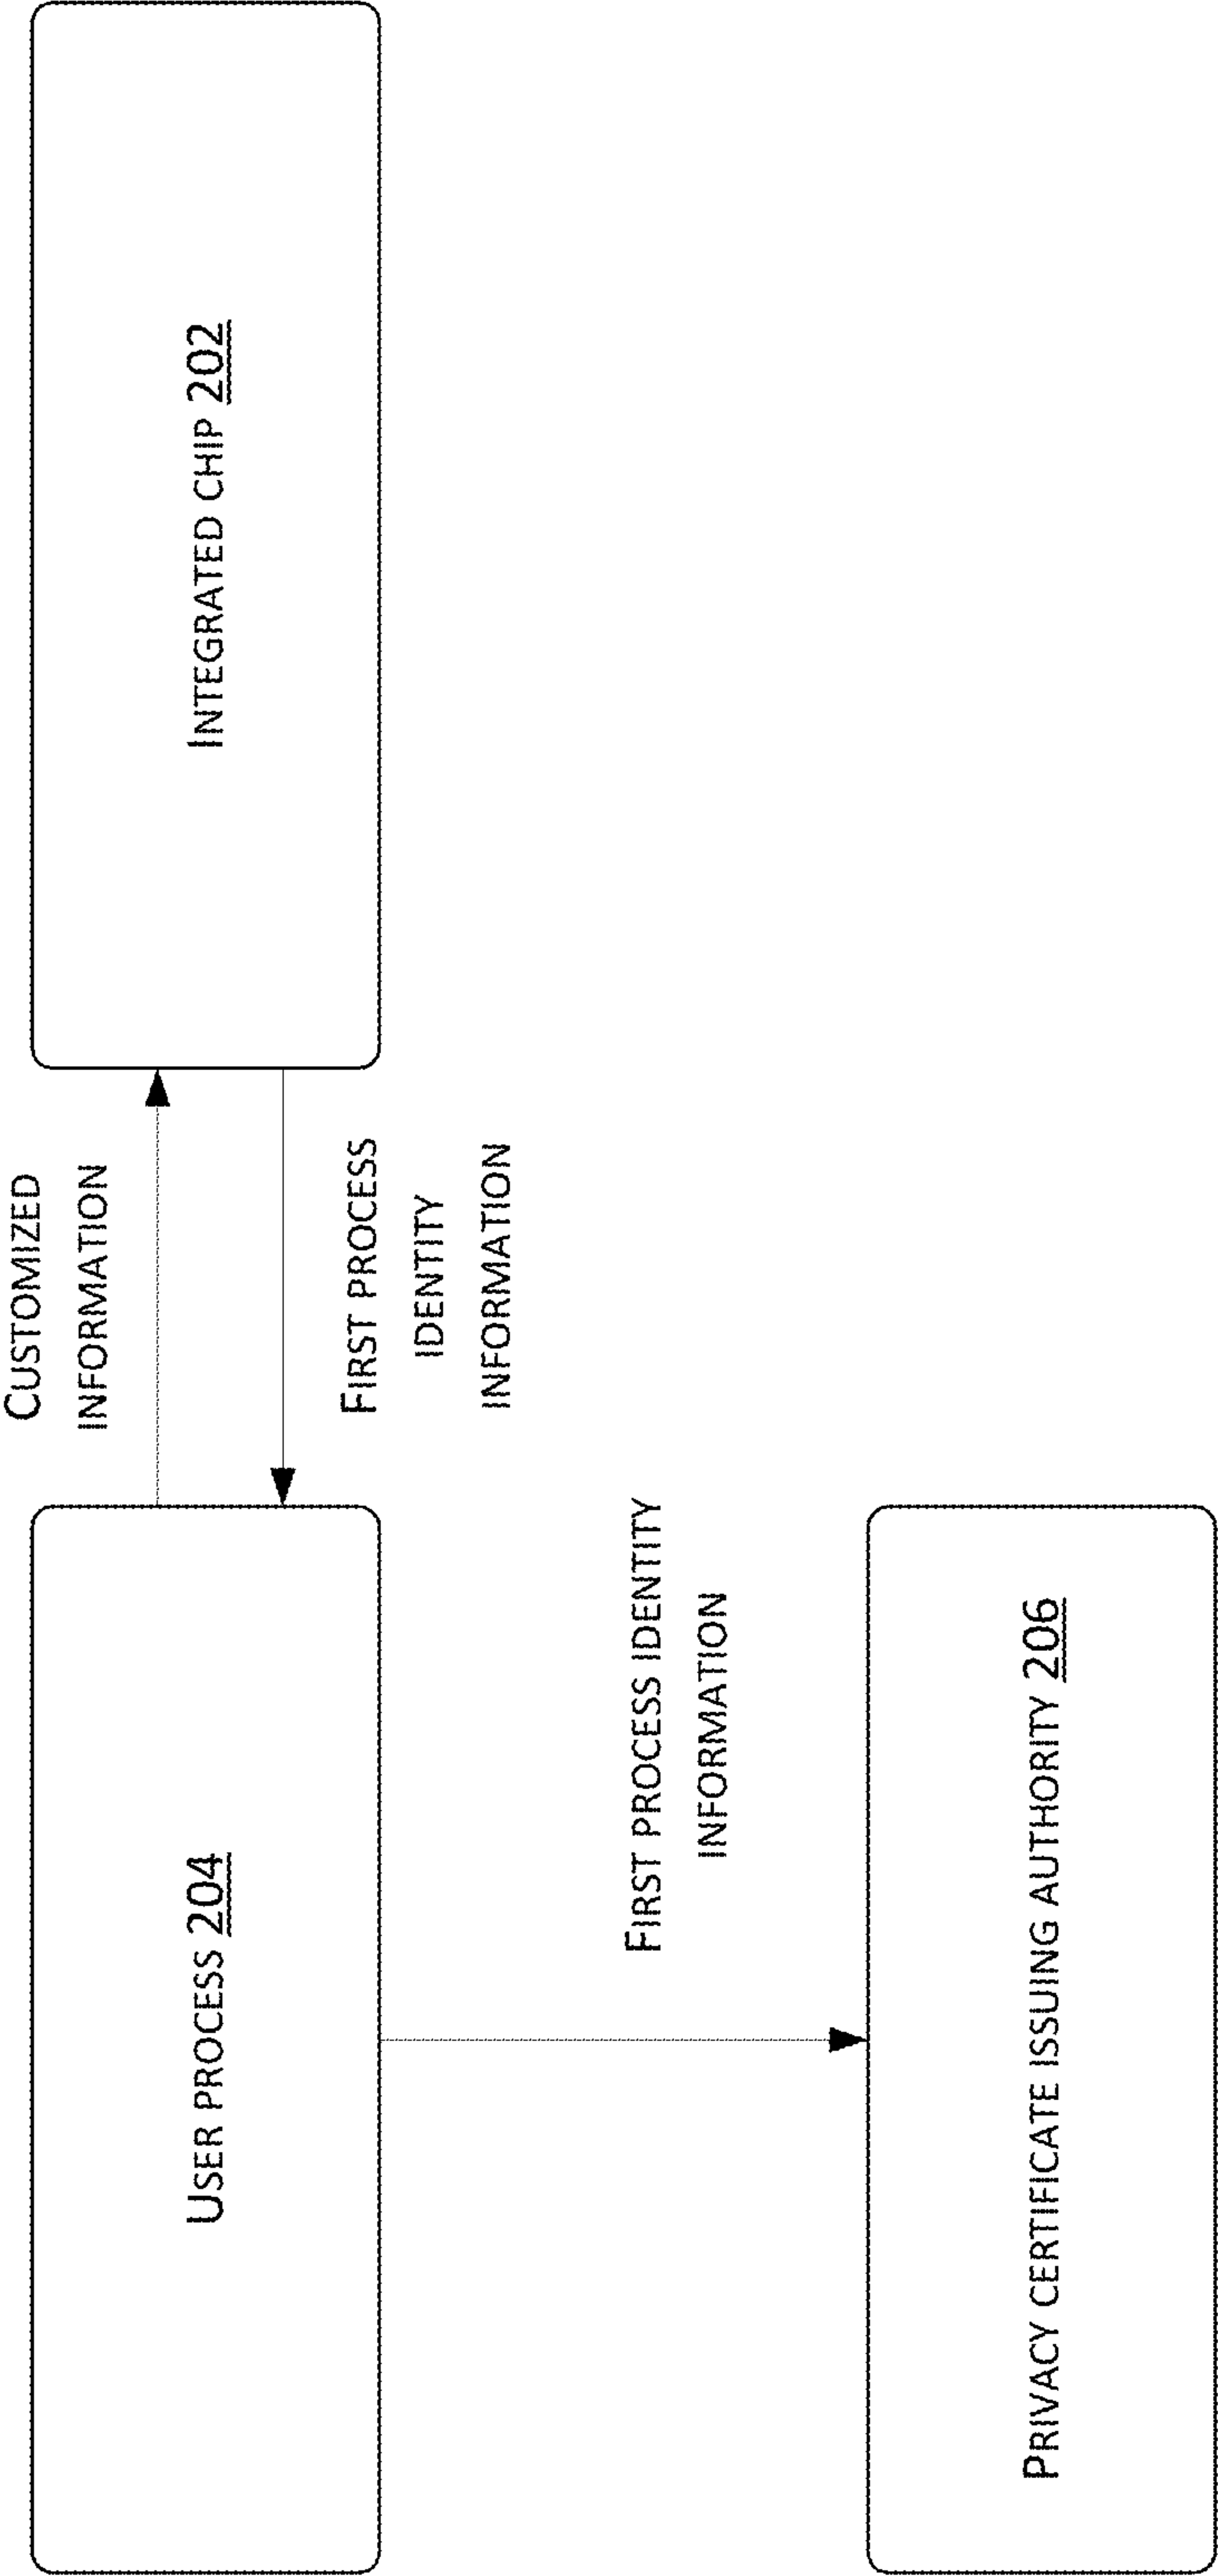 USER PROCESS 204
CUSTOMIZED
INFORMATION
FIRST PROCESS
IDENTITY
INFORMATION
INTEGRATED CHIP 202
FIRST PROCESS IDENTITY
INFORMATION
PRIVACY CERTIFICATE ISSUING AUTHORITY 206